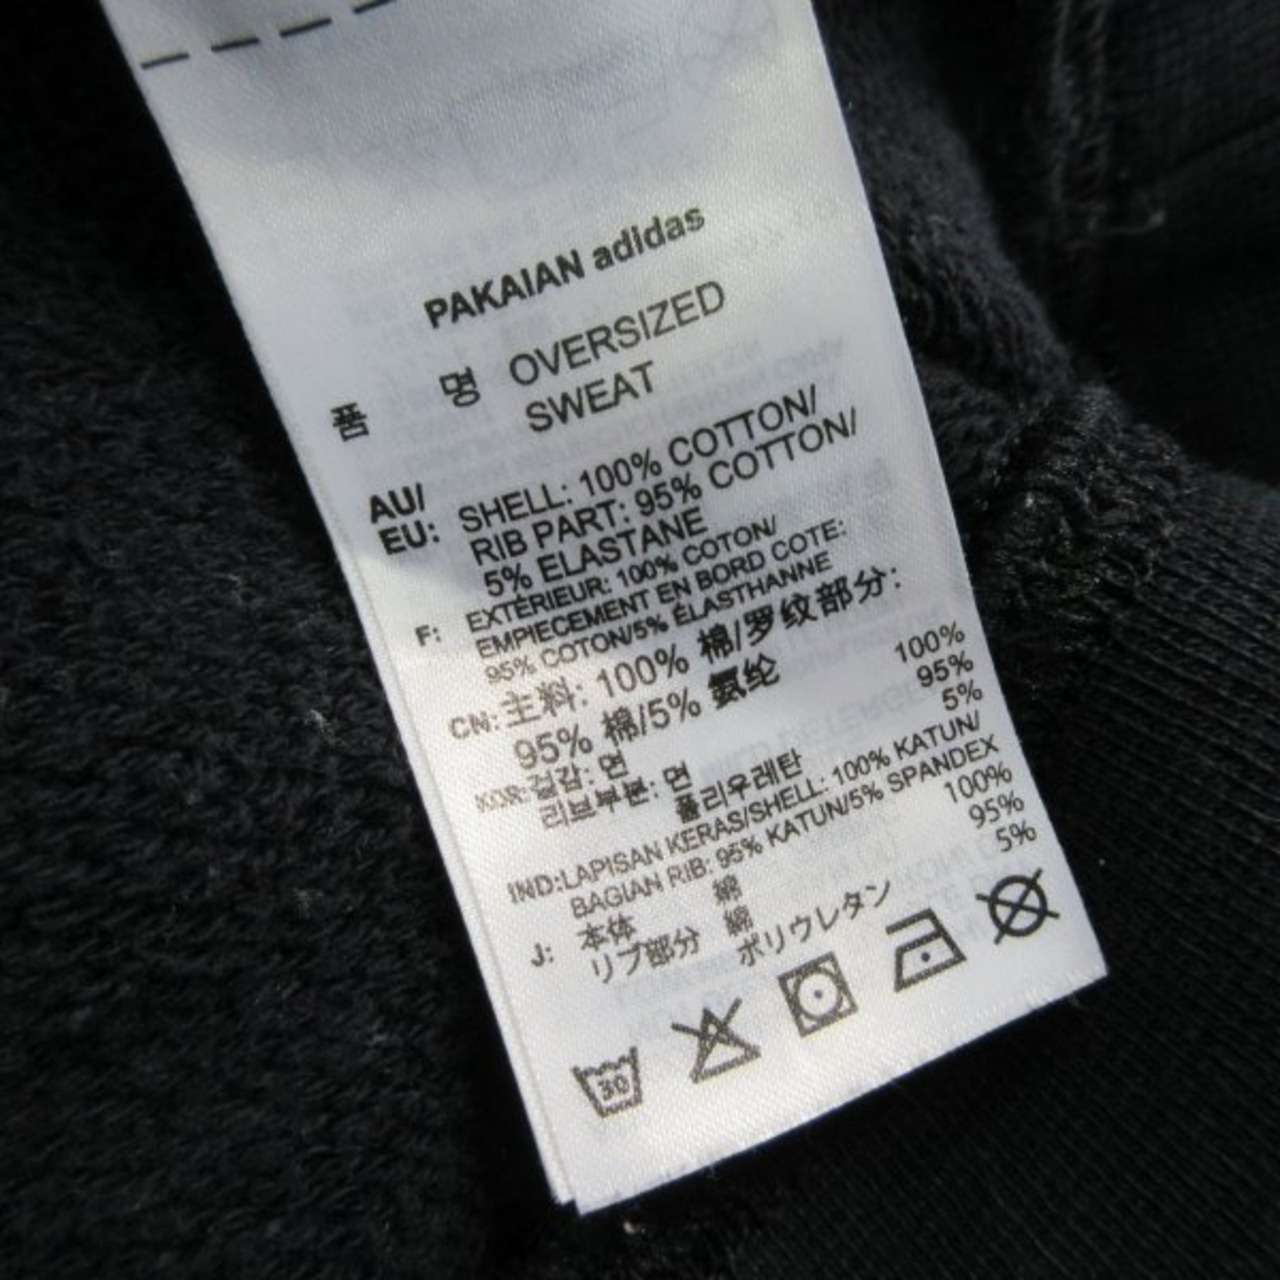 PAKAIAN adidas
품 명 OVERSIZED
SWEAT
AU/
EU: SHELL: 100% COTTON/
RIB PART: 95% COTTON/
5% ELASTANE
F: EXTÉRIEUR: 100% COTON/
EMPIECEMENT EN BORD COTE:
95% COTON/5% ÉLASTHANNE
CN: 主料: 100% 棉/罗纹部分:
95% 棉/5% 氨纶
KOR: 겉감: 면 100%
리브부분: 면 95%
폴리우레탄 5%
IND: LAPISAN KERAS/SHELL: 100% KATUN/
BAGIAN RIB: 95% KATUN/5% SPANDEX
J: 本体 綿 100%
リブ部分 綿 95%
ポリウレタン 5%
30